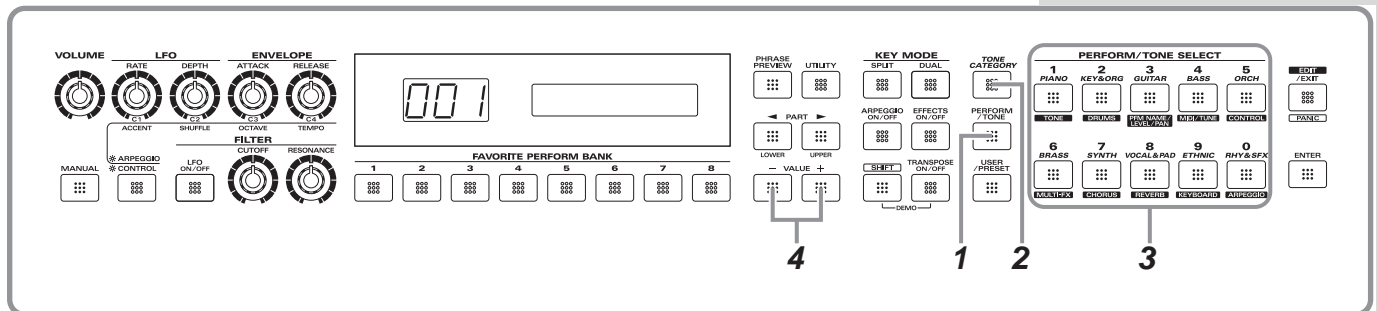 VOLUME
LFO
ENVELOPE
RATE
DEPTH
ATTACK
RELEASE
C1
C2
C3
C4
ACCENT
SHUFFLE
OCTAVE
TEMPO
FILTER
MANUAL
ARPEGGIO
CONTROL
LFO
ON/OFF
CUTOFF
RESONANCE
001
FAVORITE PERFORM BANK
1 2 3 4 5 6 7 8
PHRASE
PREVIEW
UTILITY
◄ PART ►
LOWER
UPPER
− VALUE +
KEY MODE
SPLIT
DUAL
ARPEGGIO
ON/OFF
EFFECTS
ON/OFF
SHIFT
TRANSPOSE
ON/OFF
DEMO
TONE
CATEGORY
PERFORM
/TONE
USER
/PRESET
PERFORM/TONE SELECT
1 2 3 4 5
PIANO KEY&ORG GUITAR BASS ORCH
TONE DRUMS PFM NAME/ LEVEL/PAN MIDI/TUNE CONTROL
6 7 8 9 0
BRASS SYNTH VOCAL&PAD ETHNIC RHY&SFX
MULTI-FX CHORUS REVERB KEYBOARD ARPEGGIO
EDIT
/EXIT
PANIC
ENTER
4 1 2 3